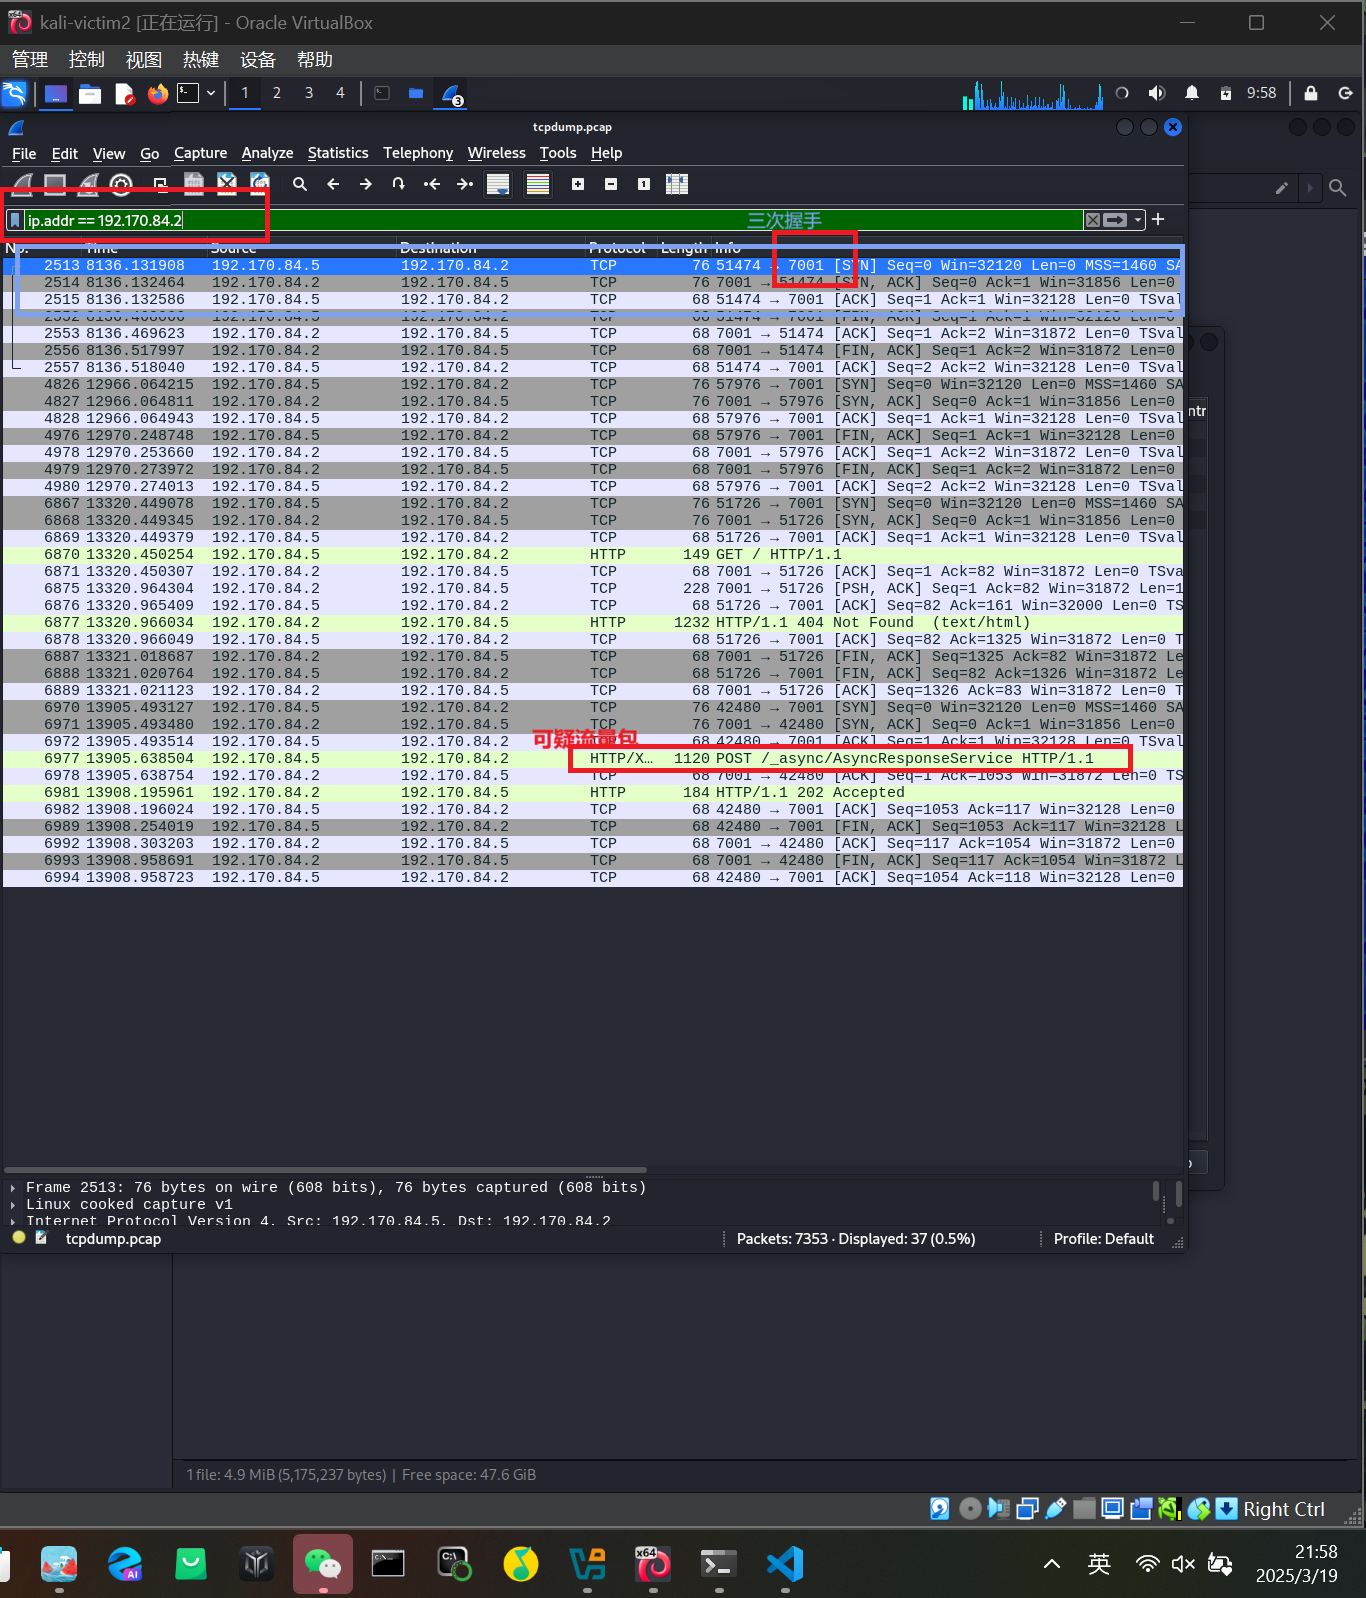 kali-victim2 [正在运行] - Oracle VirtualBox
管理 控制 视图 热键 设备 帮助
1 2 3 4 3 9:58
tcpdump.pcap
File Edit View Go Capture Analyze Statistics Telephony Wireless Tools Help
ip.addr == 192.170.84.2
三次握手
No. Time Source Destination Protocol Length Info
2513 8136.131908 192.170.84.5 192.170.84.2 TCP 76 51474 → 7001 [SYN] Seq=0 Win=32120 Len=0 MSS=1460 SA
2514 8136.132464 192.170.84.2 192.170.84.5 TCP 76 7001 → 51474 [SYN, ACK] Seq=0 Ack=1 Win=31856 Len=0
2515 8136.132586 192.170.84.5 192.170.84.2 TCP 68 51474 → 7001 [ACK] Seq=1 Ack=1 Win=32128 Len=0 TSval
192.170.84.5 192.170.84.2 TCP 68 51474 → 7001 [FIN, ACK] Seq=1 Ack=1 Win=32128 Len=0
2553 8136.469623 192.170.84.2 192.170.84.5 TCP 68 7001 → 51474 [ACK] Seq=1 Ack=2 Win=31872 Len=0 TSval
2556 8136.517997 192.170.84.2 192.170.84.5 TCP 68 7001 → 51474 [FIN, ACK] Seq=1 Ack=2 Win=31872 Len=0
2557 8136.518040 192.170.84.5 192.170.84.2 TCP 68 51474 → 7001 [ACK] Seq=2 Ack=2 Win=32128 Len=0 TSval
4826 12966.064215 192.170.84.5 192.170.84.2 TCP 76 57976 → 7001 [SYN] Seq=0 Win=32120 Len=0 MSS=1460 SA
4827 12966.064811 192.170.84.2 192.170.84.5 TCP 76 7001 → 57976 [SYN, ACK] Seq=0 Ack=1 Win=31856 Len=0
4828 12966.064943 192.170.84.5 192.170.84.2 TCP 68 57976 → 7001 [ACK] Seq=1 Ack=1 Win=32128 Len=0 TSval
4976 12970.248748 192.170.84.5 192.170.84.2 TCP 68 57976 → 7001 [FIN, ACK] Seq=1 Ack=1 Win=32128 Len=0
4978 12970.253660 192.170.84.2 192.170.84.5 TCP 68 7001 → 57976 [ACK] Seq=1 Ack=2 Win=31872 Len=0 TSval
4979 12970.273972 192.170.84.2 192.170.84.5 TCP 68 7001 → 57976 [FIN, ACK] Seq=1 Ack=2 Win=31872 Len=0
4980 12970.274013 192.170.84.5 192.170.84.2 TCP 68 57976 → 7001 [ACK] Seq=2 Ack=2 Win=32128 Len=0 TSval
6867 13320.449078 192.170.84.5 192.170.84.2 TCP 76 51726 → 7001 [SYN] Seq=0 Win=32120 Len=0 MSS=1460 SA
6868 13320.449345 192.170.84.2 192.170.84.5 TCP 76 7001 → 51726 [SYN, ACK] Seq=0 Ack=1 Win=31856 Len=0
6869 13320.449379 192.170.84.5 192.170.84.2 TCP 68 51726 → 7001 [ACK] Seq=1 Ack=1 Win=32128 Len=0 TSval
6870 13320.450254 192.170.84.5 192.170.84.2 HTTP 149 GET / HTTP/1.1
6871 13320.450307 192.170.84.2 192.170.84.5 TCP 68 7001 → 51726 [ACK] Seq=1 Ack=82 Win=31872 Len=0 TSva
6875 13320.964304 192.170.84.2 192.170.84.5 TCP 228 7001 → 51726 [PSH, ACK] Seq=1 Ack=82 Win=31872 Len=1
6876 13320.965409 192.170.84.5 192.170.84.2 TCP 68 51726 → 7001 [ACK] Seq=82 Ack=161 Win=32000 Len=0 TS
6877 13320.966034 192.170.84.2 192.170.84.5 HTTP 1232 HTTP/1.1 404 Not Found (text/html)
6878 13320.966049 192.170.84.5 192.170.84.2 TCP 68 51726 → 7001 [ACK] Seq=82 Ack=1325 Win=31872 Len=0 T
6887 13321.018687 192.170.84.2 192.170.84.5 TCP 68 7001 → 51726 [FIN, ACK] Seq=1325 Ack=82 Win=31872 Le
6888 13321.020764 192.170.84.5 192.170.84.2 TCP 68 51726 → 7001 [FIN, ACK] Seq=82 Ack=1326 Win=31872 Le
6889 13321.021123 192.170.84.2 192.170.84.5 TCP 68 7001 → 51726 [ACK] Seq=1326 Ack=83 Win=31872 Len=0 T
6970 13905.493127 192.170.84.5 192.170.84.2 TCP 76 42480 → 7001 [SYN] Seq=0 Win=32120 Len=0 MSS=1460 SA
6971 13905.493480 192.170.84.2 192.170.84.5 TCP 76 7001 → 42480 [SYN, ACK] Seq=0 Ack=1 Win=31856 Len=0
可疑流量包
6972 13905.493514 192.170.84.5 192.170.84.2 TCP 68 42480 → 7001 [ACK] Seq=1 Ack=1 Win=32128 Len=0 TSval
6977 13905.638504 192.170.84.5 192.170.84.2 HTTP/X… 1120 POST /_async/AsyncResponseService HTTP/1.1
6978 13905.638754 192.170.84.2 192.170.84.5 TCP 68 7001 → 42480 [ACK] Seq=1 Ack=1053 Win=31872 Len=0 TS
6981 13908.195961 192.170.84.2 192.170.84.5 HTTP 184 HTTP/1.1 202 Accepted
6982 13908.196024 192.170.84.5 192.170.84.2 TCP 68 42480 → 7001 [ACK] Seq=1053 Ack=117 Win=32128 Len=0
6989 13908.254019 192.170.84.5 192.170.84.2 TCP 68 42480 → 7001 [FIN, ACK] Seq=1053 Ack=117 Win=32128 L
6992 13908.303203 192.170.84.2 192.170.84.5 TCP 68 7001 → 42480 [ACK] Seq=117 Ack=1054 Win=31872 Len=0
6993 13908.958691 192.170.84.2 192.170.84.5 TCP 68 7001 → 42480 [FIN, ACK] Seq=117 Ack=1054 Win=31872 L
6994 13908.958723 192.170.84.5 192.170.84.2 TCP 68 42480 → 7001 [ACK] Seq=1054 Ack=118 Win=32128 Len=0
ntr
Frame 2513: 76 bytes on wire (608 bits), 76 bytes captured (608 bits)
Linux cooked capture v1
Internet Protocol Version 4, Src: 192.170.84.5, Dst: 192.170.84.2
tcpdump.pcap Packets: 7353 · Displayed: 37 (0.5%) Profile: Default
1 file: 4.9 MiB (5,175,237 bytes) | Free space: 47.6 GiB
Right Ctrl
英 21:58
2025/3/19